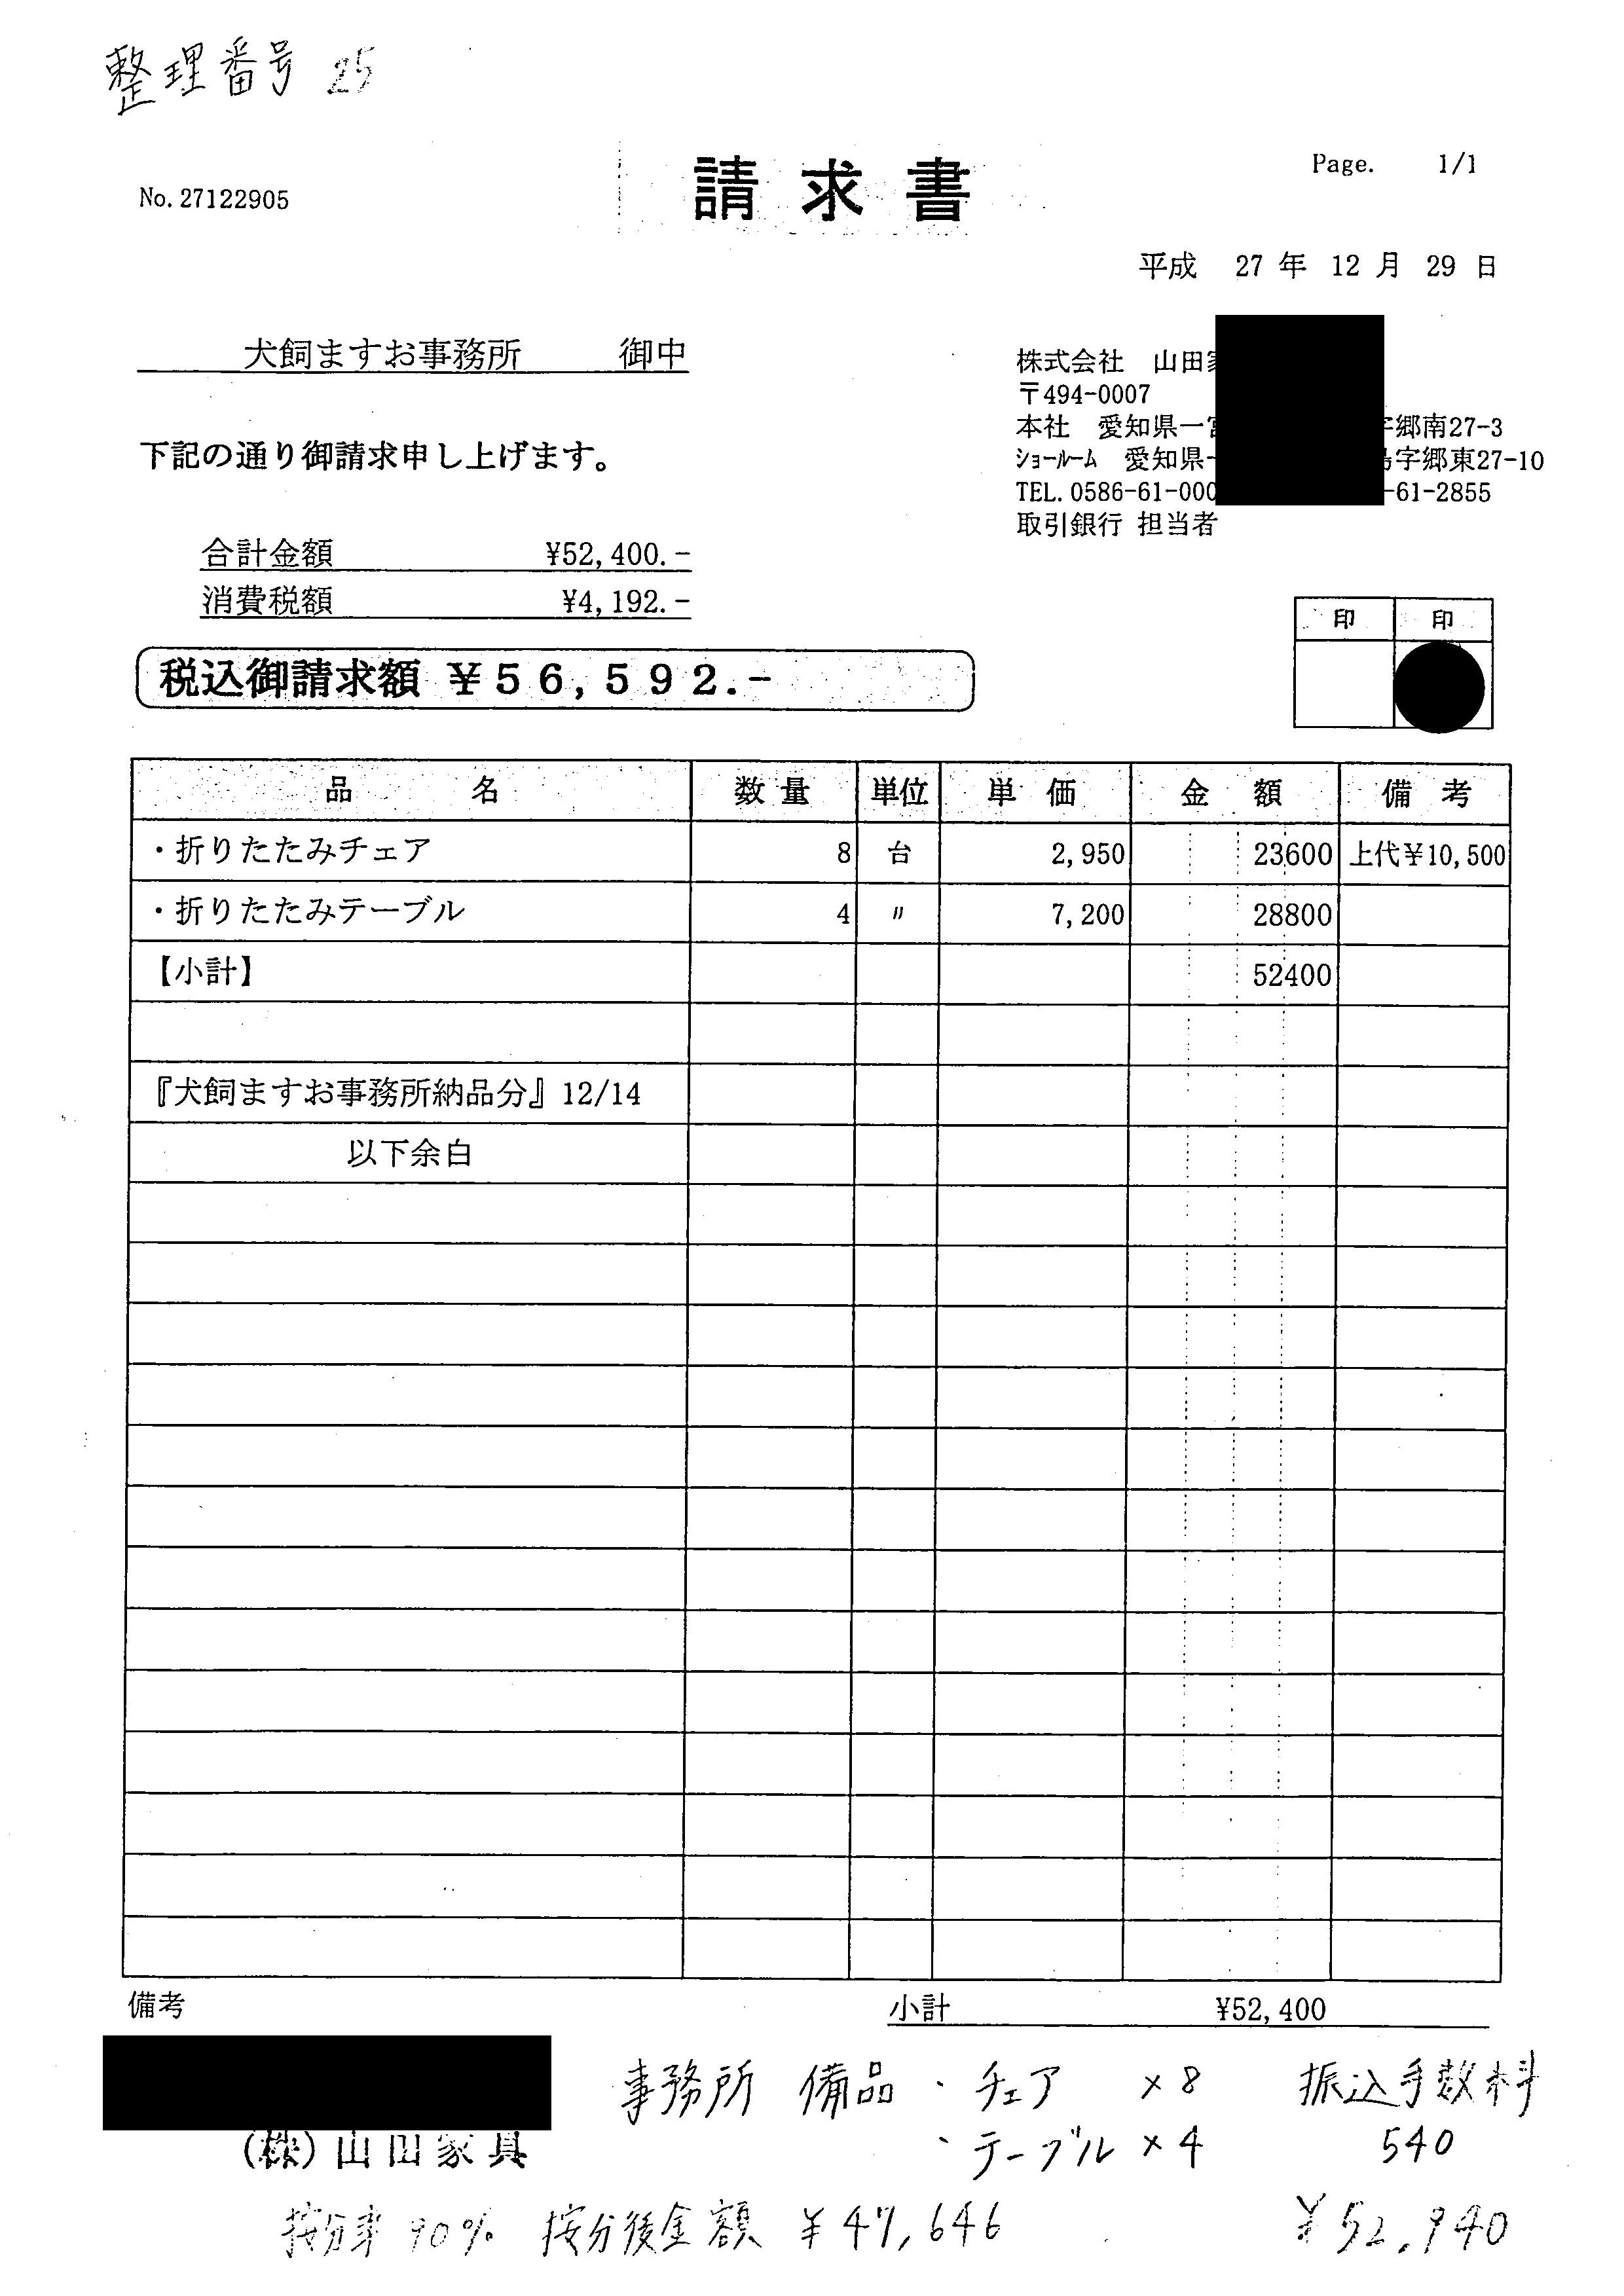 整理番号 25
No. 27122905
請求書
Page. 1/1
平成 27 年 12 月 29 日
犬飼ますお事務所 御中
株式会社 山田
〒494-0007
本社 愛知県一 字郷南27-3
ショールーム 愛知県 字郷東27-10
TEL. 0586-61-000 -61-2855
取引銀行 担当者
下記の通り御請求申し上げます。
合計金額 ¥52,400.-
消費税額 ¥4,192.-
税込御請求額 ¥56,592.-
印 印
品名 数量 単位 単価 金額 備考
・折りたたみチェア 8 台 2,950 23600 上代¥10,500
・折りたたみテーブル 4 〃 7,200 28800
【小計】 52400
『犬飼ますお事務所納品分』12/14
以下余白
備考 小計 ¥52,400
事務所 備品・チェア ×8 振込手数料
・テーブル ×4 540
(株)山田家具
按分率 90% 按分後金額 ¥47,646 ¥52,940